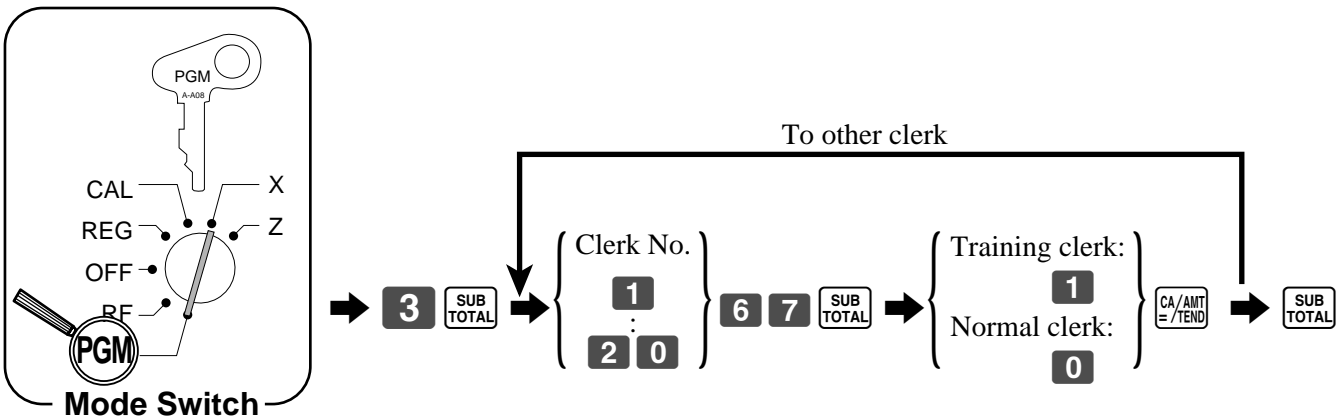 PGM
A-A08
CAL
X
REG
Z
OFF
RF
PGM
Mode Switch
3 SUB TOTAL
To other clerk
Clerk No.
1
:
2 0
6 7 SUB TOTAL
Training clerk:
1
Normal clerk:
0
CA/AMT
= /TEND
SUB TOTAL